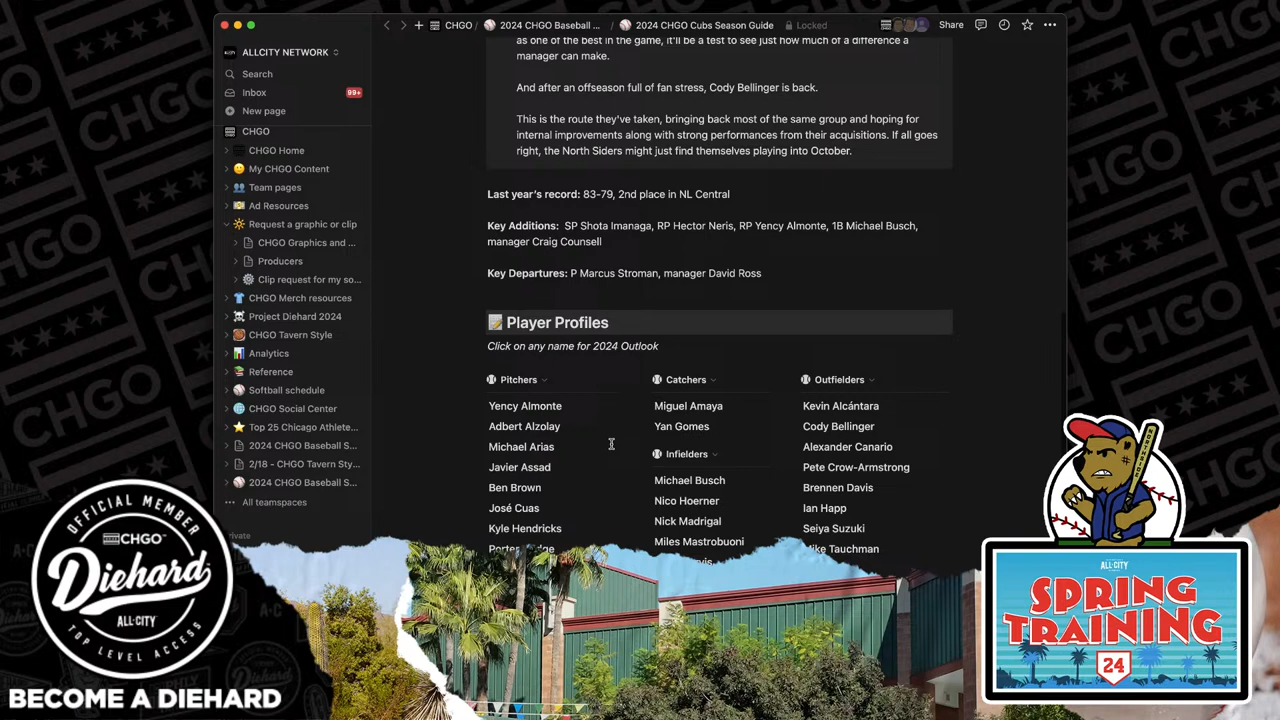 CHGO / 2024 CHGO Baseball ... / 2024 CHGO Cubs Season Guide Locked Share
ALLCITY NETWORK
Search
Inbox 99+
New page
CHGO
CHGO Home
My CHGO Content
Team pages
Ad Resources
Request a graphic or clip
CHGO Graphics and ...
Producers
Clip request for my so...
CHGO Merch resources
Project Diehard 2024
CHGO Tavern Style
Analytics
Reference
Softball schedule
CHGO Social Center
Top 25 Chicago Athlete...
2024 CHGO Baseball S...
2/18 - CHGO Tavern Sty...
2024 CHGO Baseball S...
All teamspaces
as one of the best in the game, it'll be a test to see just how much of a difference a
manager can make.
And after an offseason full of fan stress, Cody Bellinger is back.
This is the route they've taken, bringing back most of the same group and hoping for
internal improvements along with strong performances from their acquisitions. If all goes
right, the North Siders might just find themselves playing into October.
Last year's record: 83-79, 2nd place in NL Central
Key Additions: SP Shota Imanaga, RP Hector Neris, RP Yency Almonte, 1B Michael Busch,
manager Craig Counsell
Key Departures: P Marcus Stroman, manager David Ross
Player Profiles
Click on any name for 2024 Outlook
Pitchers
Yency Almonte
Adbert Alzolay
Michael Arias
Javier Assad
Ben Brown
José Cuas
Kyle Hendricks
Catchers
Miguel Amaya
Yan Gomes
Infielders
Michael Busch
Nico Hoerner
Nick Madrigal
Miles Mastrobuoni
Outfielders
Kevin Alcántara
Cody Bellinger
Alexander Canario
Pete Crow-Armstrong
Brennen Davis
Ian Happ
Seiya Suzuki
Mike Tauchman
OFFICIAL MEMBER
CHGO
Diehard
ALL·CITY
TOP LEVEL ACCESS
BECOME A DIEHARD
NORTHSIDE
ALL·CITY
SPRING
TRAINING
24